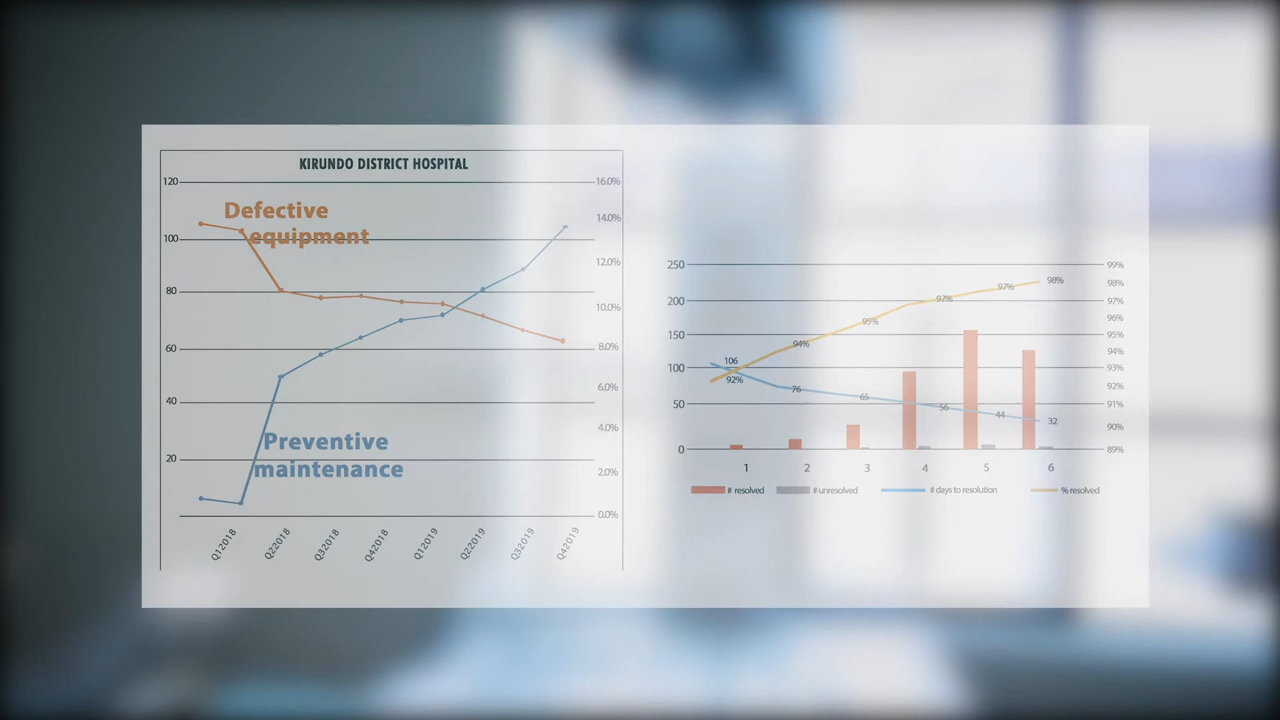 KIRUNDO DISTRICT HOSPITAL
120
100
80
60
40
20
16.0%
14.0%
12.0%
10.0%
8.0%
6.0%
4.0%
2.0%
0.0%
Defective
equipment
Preventive
maintenance
Q12018
Q22018
Q32018
Q42018
Q12019
Q22019
Q32019
Q42019
250
200
150
100
50
0
99%
98%
97%
96%
95%
94%
93%
92%
91%
90%
89%
92%
94%
95%
97%
97%
98%
106
76
65
56
44
32
1 2 3 4 5 6
# resolved # unresolved # days to resolution % resolved